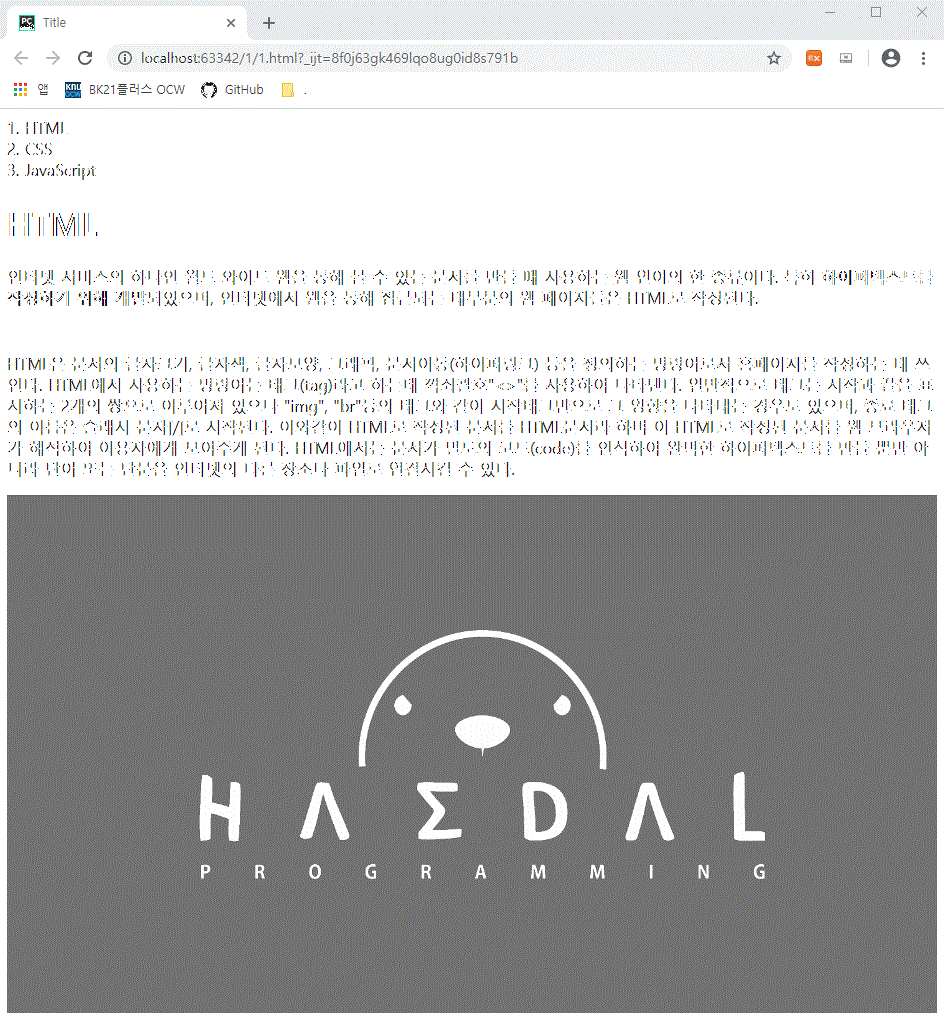 Title
localhost:63342/1/1.html?_ijt=8f0j63gk469lqo8ug0id8s791b
앱 KNU OCW BK21플러스 OCW GitHub .
1. HTML
2. CSS
3. JavaScript
HTML
인터넷 서비스의 하나인 월드 와이드 웹을 통해 볼 수 있는 문서를 만들 때 사용하는 웹 언어의 한 종류이다. 특히 하이퍼텍스트를
작성하기 위해 개발되었으며, 인터넷에서 웹을 통해 접근되는 대부분의 웹 페이지들은 HTML로 작성된다.
HTML은 문서의 글자크기, 글자색, 글자모양, 그래픽, 문서이동(하이퍼링크) 등을 정의하는 명령어로서 홈페이지를 작성하는 데 쓰
인다. HTML에서 사용하는 명령어는 태그(tag)라고 하는데 꺽쇠괄호"<>"를 사용하여 나타낸다. 일반적으로 태그는 시작과 끝을 표
시하는 2개의 쌍으로 이루어져 있으나 "img", "br"등의 태그와 같이 시작태그만으로 그 영향을 나타내는 경우도 있으며, 종료 태그
의 이름은 슬래시 문자[/]로 시작된다. 이와같이 HTML로 작성된 문서를 HTML문서라 하며 이 HTML로 작성된 문서를 웹 브라우저
가 해석하여 이용자에게 보여주게 된다. HTML에서는 문서가 별도의 코드(code)를 인식하여 완벽한 하이퍼텍스트를 만들 뿐만 아
니라 단어 또는 단문을 인터넷의 다른 장소나 파일로 연결시킬 수 있다.
HAEDAL
PROGRAMMING